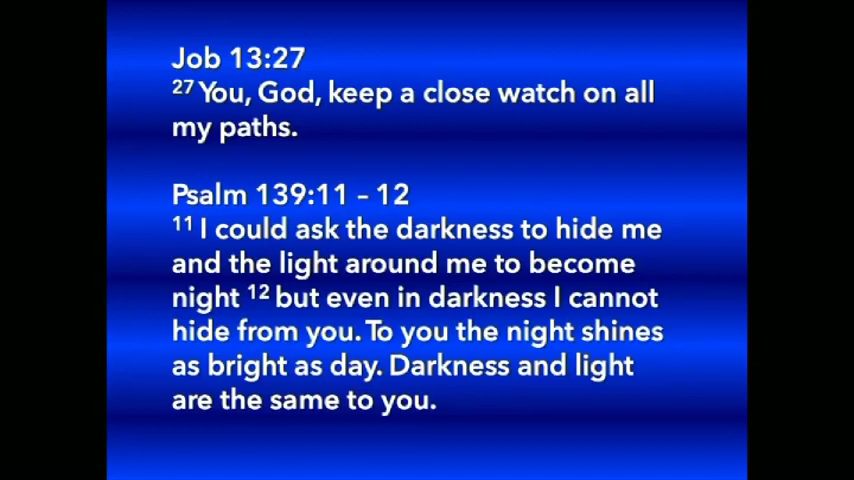 Job 13:27
27 You, God, keep a close watch on all
my paths.
Psalm 139:11 – 12
11 I could ask the darkness to hide me
and the light around me to become
night 12 but even in darkness I cannot
hide from you. To you the night shines
as bright as day. Darkness and light
are the same to you.